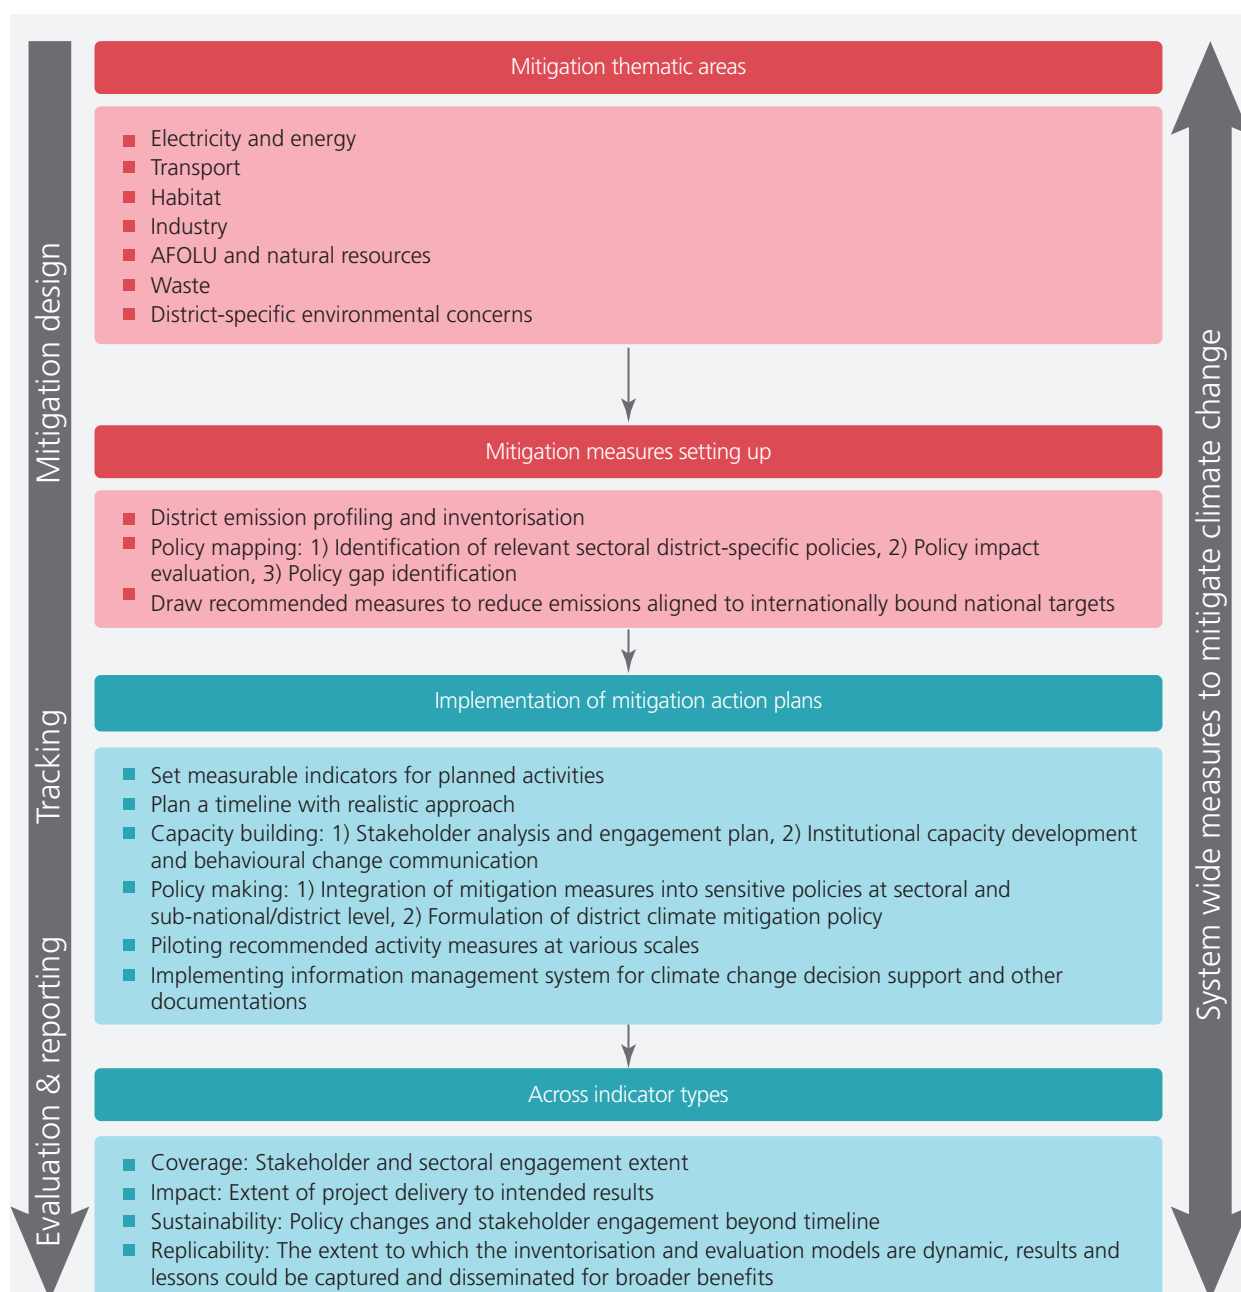 Mitigation thematic areas
Electricity and energy
Transport
Habitat
Industry
AFOLU and natural resources
Waste
District-specific environmental concerns
Mitigation measures setting up
District emission profiling and inventorisation
Policy mapping: 1) Identification of relevant sectoral district-specific policies, 2) Policy impact
evaluation, 3) Policy gap identification
Draw recommended measures to reduce emissions aligned to internationally bound national targets
Implementation of mitigation action plans
Set measurable indicators for planned activities
Plan a timeline with realistic approach
Capacity building: 1) Stakeholder analysis and engagement plan, 2) Institutional capacity development
and behavioural change communication
Policy making: 1) Integration of mitigation measures into sensitive policies at sectoral and
sub-national/district level, 2) Formulation of district climate mitigation policy
Piloting recommended activity measures at various scales
Implementing information management system for climate change decision support and other
documentations
Across indicator types
Coverage: Stakeholder and sectoral engagement extent
Impact: Extent of project delivery to intended results
Sustainability: Policy changes and stakeholder engagement beyond timeline
Replicability: The extent to which the inventorisation and evaluation models are dynamic, results and
lessons could be captured and disseminated for broader benefits
Mitigation design
Tracking
Evaluation & reporting
System wide measures to mitigate climate change